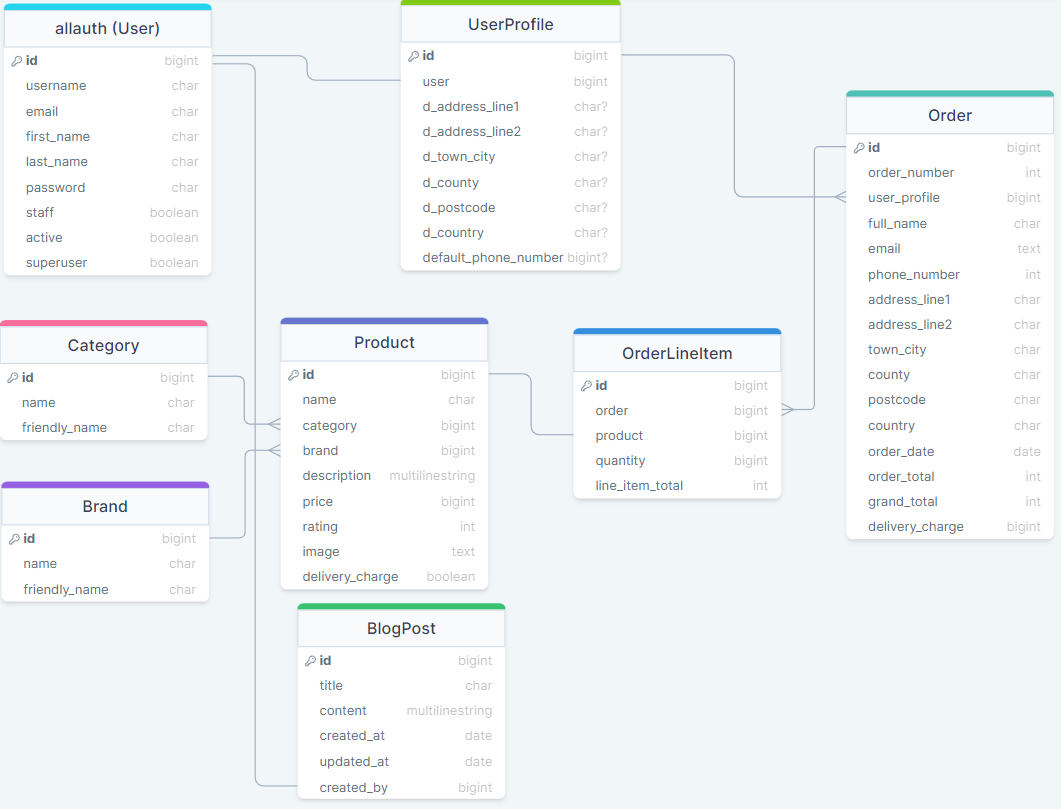 allauth (User)
id bigint
username char
email char
first_name char
last_name char
password char
staff boolean
active boolean
superuser boolean
UserProfile
id bigint
user bigint
d_address_line1 char?
d_address_line2 char?
d_town_city char?
d_county char?
d_postcode char?
d_country char?
default_phone_number bigint?
Order
id bigint
order_number int
user_profile bigint
full_name char
email text
phone_number int
address_line1 char
address_line2 char
town_city char
county char
postcode char
country char
order_date date
order_total int
grand_total int
delivery_charge bigint
Category
id bigint
name char
friendly_name char
Product
id bigint
name char
category bigint
brand bigint
description multilinestring
price bigint
rating int
image text
delivery_charge boolean
OrderLineItem
id bigint
order bigint
product bigint
quantity bigint
line_item_total int
Brand
id bigint
name char
friendly_name char
BlogPost
id bigint
title char
content multilinestring
created_at date
updated_at date
created_by bigint